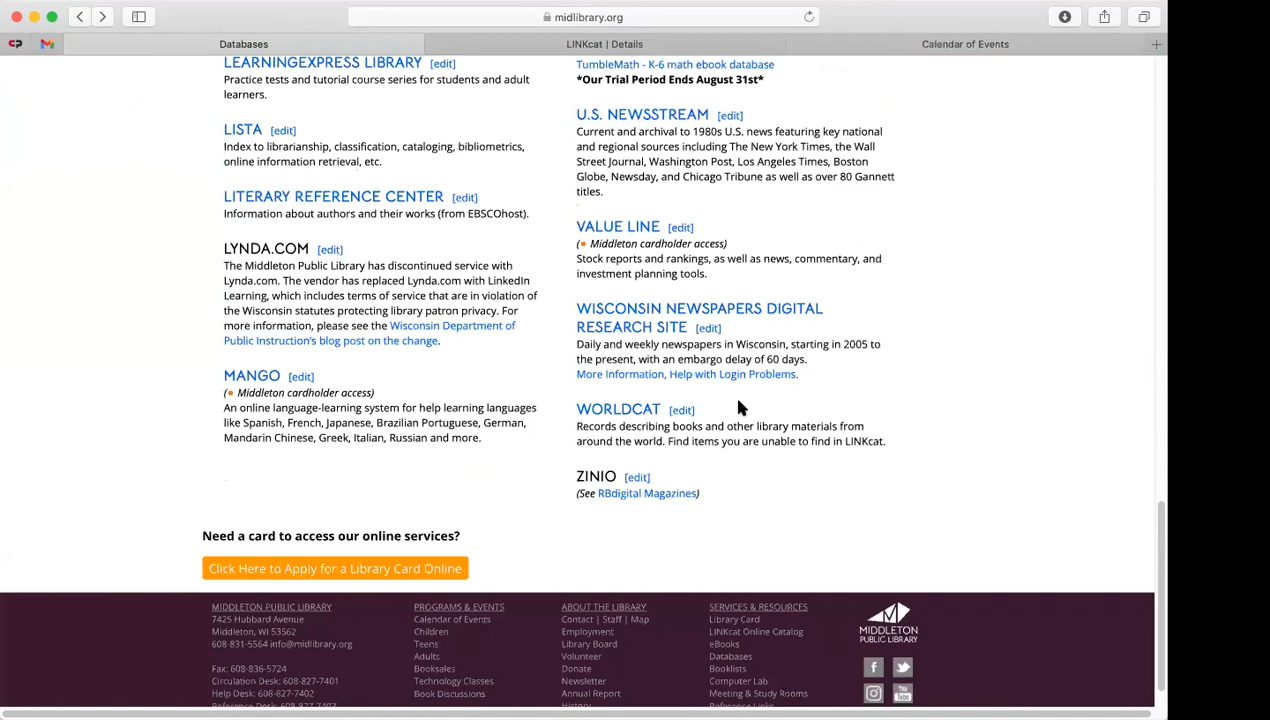 midlibrary.org
Databases
LINKcat | Details
Calendar of Events
LEARNINGEXPRESS LIBRARY [edit]
Practice tests and tutorial course series for students and adult
learners.
LISTA [edit]
Index to librarianship, classification, cataloging, bibliometrics,
online information retrieval, etc.
LITERARY REFERENCE CENTER [edit]
Information about authors and their works (from EBSCOhost).
LYNDA.COM [edit]
The Middleton Public Library has discontinued service with
Lynda.com. The vendor has replaced Lynda.com with LinkedIn
Learning, which includes terms of service that are in violation of
the Wisconsin statutes protecting library patron privacy. For
more information, please see the Wisconsin Department of
Public Instruction's blog post on the change.
MANGO [edit]
(• Middleton cardholder access)
An online language-learning system for help learning languages
like Spanish, French, Japanese, Brazilian Portuguese, German,
Mandarin Chinese, Greek, Italian, Russian and more.
TumbleMath - K-6 math ebook database
*Our Trial Period Ends August 31st*
U.S. NEWSSTREAM [edit]
Current and archival to 1980s U.S. news featuring key national
and regional sources including The New York Times, the Wall
Street Journal, Washington Post, Los Angeles Times, Boston
Globe, Newsday, and Chicago Tribune as well as over 80 Gannett
titles.
VALUE LINE [edit]
(• Middleton cardholder access)
Stock reports and rankings, as well as news, commentary, and
investment planning tools.
WISCONSIN NEWSPAPERS DIGITAL
RESEARCH SITE [edit]
Daily and weekly newspapers in Wisconsin, starting in 2005 to
the present, with an embargo delay of 60 days.
More Information, Help with Login Problems.
WORLDCAT [edit]
Records describing books and other library materials from
around the world. Find items you are unable to find in LINKcat.
ZINIO [edit]
(See RBdigital Magazines)
Need a card to access our online services?
Click Here to Apply for a Library Card Online
MIDDLETON PUBLIC LIBRARY
7425 Hubbard Avenue
Middleton, WI 53562
608-831-5564 info@midlibrary.org
Fax: 608-836-5724
Circulation Desk: 608-827-7401
Help Desk: 608-827-7402
Reference Desk: 608-827-7403
PROGRAMS & EVENTS
Calendar of Events
Children
Teens
Adults
Booksales
Technology Classes
Book Discussions
ABOUT THE LIBRARY
Contact | Staff | Map
Employment
Library Board
Volunteer
Donate
Newsletter
Annual Report
History
SERVICES & RESOURCES
Library Card
LINKcat Online Catalog
eBooks
Databases
Booklists
Computer Lab
Meeting & Study Rooms
Reference Links
MIDDLETON
PUBLIC LIBRARY